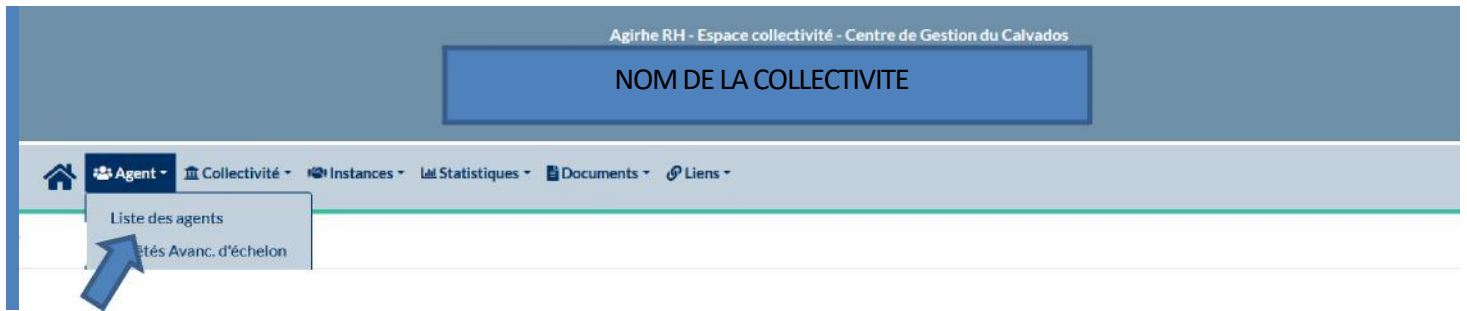 Agirhe RH - Espace collectivité - Centre de Gestion du Calvados
NOM DE LA COLLECTIVITE
Agent Collectivité Instances Statistiques Documents Liens
Liste des agents
Avanc. d'échelon